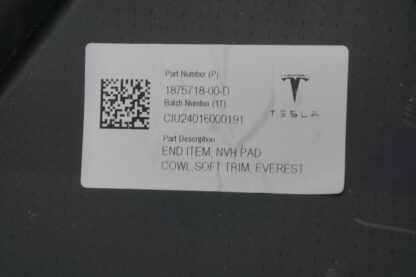 Part Number (P)
1875718-00-D
Batch Number (1T)
CIU24016000191
TESLA
Part Description
END ITEM, NVH PAD
COWL,SOFT TRIM, EVEREST